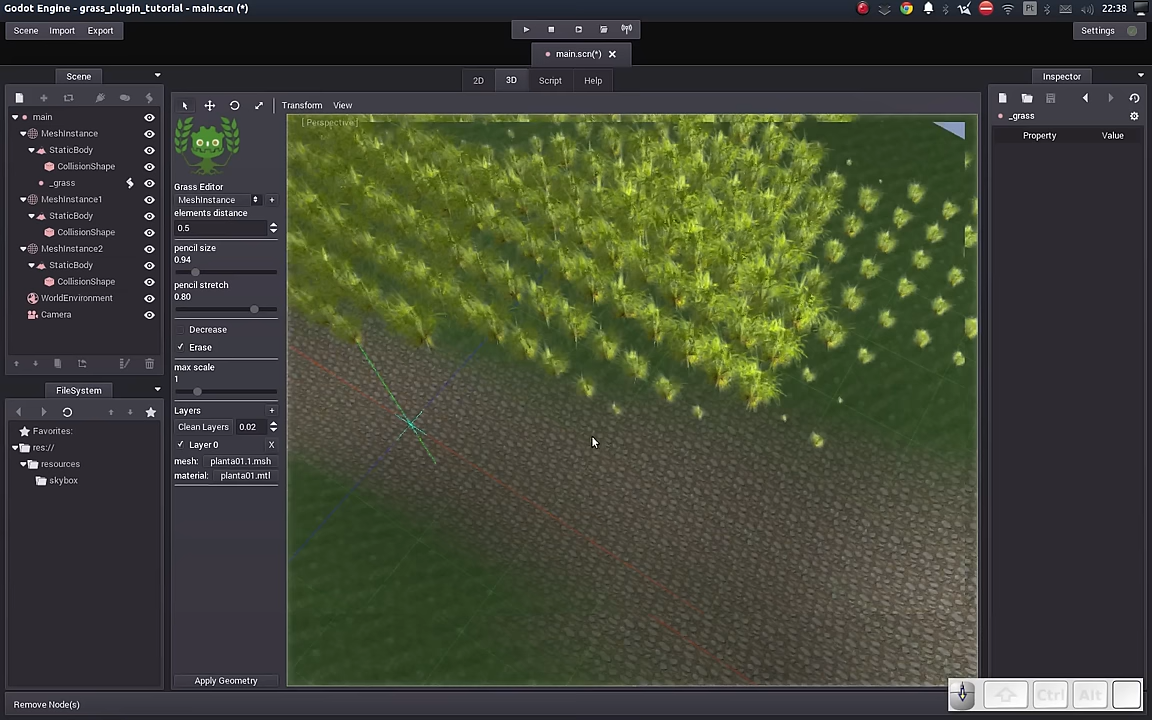 Godot Engine - grass_plugin_tutorial - main.scn (*)
Pt
22:38
Scene Import Export
Settings
main.scn(*)
Scene
2D 3D Script Help
Inspector
Transform View
main
MeshInstance
StaticBody
CollisionShape
_grass
MeshInstance1
StaticBody
CollisionShape
MeshInstance2
StaticBody
CollisionShape
WorldEnvironment
Camera
FileSystem
Favorites:
res://
resources
skybox
Grass Editor
MeshInstance +
elements distance
0.5
pencil size
0.94
pencil stretch
0.80
Decrease
Erase
max scale
1
Layers +
Clean Layers 0.02
Layer 0 X
mesh: planta01.1.msh
material: planta01.mtl
Apply Geometry
[ Perspective ]
_grass
Property Value
Remove Node(s)
Ctrl Alt